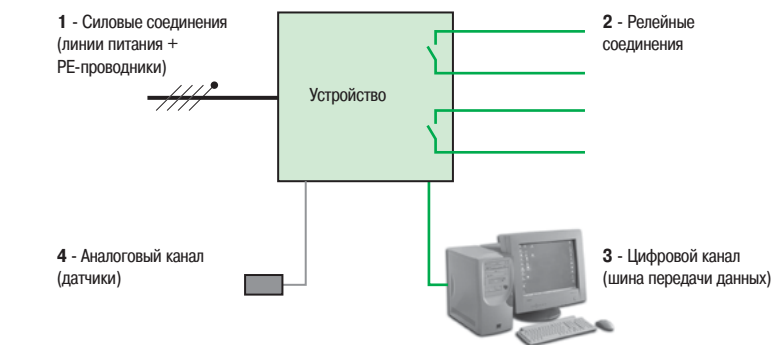 1 - Силовые соединения
(линии питания +
PE-проводники)
2 - Релейные
соединения
Устройство
4 - Аналоговый канал
(датчики)
3 - Цифровой канал
(шина передачи данных)